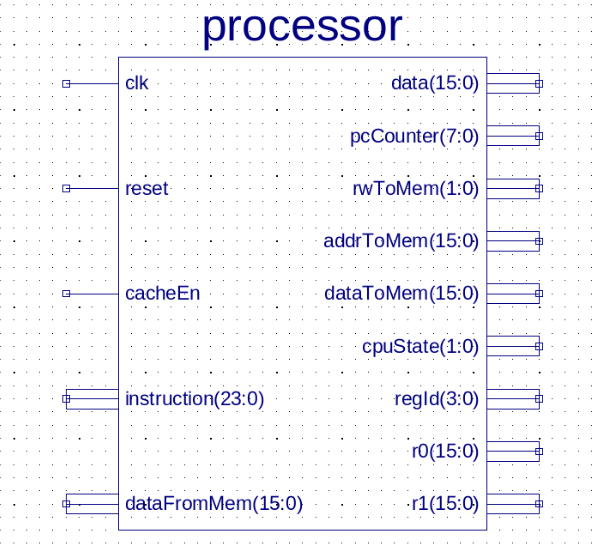 processor
clk
data(15:0)
pcCounter(7:0)
reset
rwToMem(1:0)
addrToMem(15:0)
cacheEn
dataToMem(15:0)
cpuState(1:0)
instruction(23:0)
regId(3:0)
r0(15:0)
dataFromMem(15:0)
r1(15:0)